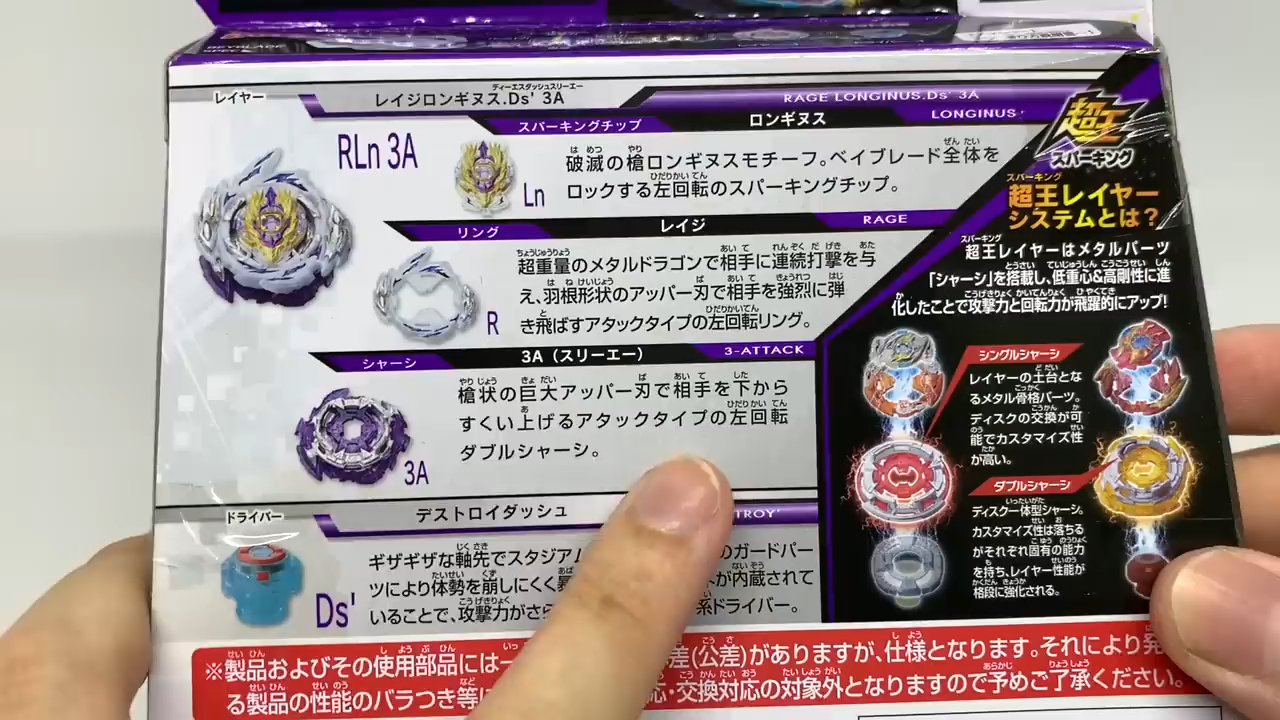 レイヤー
レイジロンギヌス.Ds' 3A
ディーエスダッシュスリーエー
RAGE LONGINUS.Ds' 3A
RLn 3A
スパーキングチップ
ロンギヌス
LONGINUS
Ln
破滅の槍ロンギヌスモチーフ。ベイブレード全体を
ロックする左回転のスパーキングチップ。
リング
レイジ
RAGE
R
超重量のメタルドラゴンで相手に連続打撃を与
え、羽根形状のアッパー刃で相手を強烈に弾
き飛ばすアタックタイプの左回転リング。
シャーシ
3A（スリーエー）
3-ATTACK
3A
槍状の巨大アッパー刃で相手を下から
すくい上げるアタックタイプの左回転
ダブルシャーシ。
ドライバー
デストロイダッシュ
TROY'
Ds'
ギザギザな軸先でスタジアム
のガードパー
ツにより体勢を崩しにくく
が内蔵されて
いることで、攻撃力がさら
系ドライバー。
超王
スパーキング
超王レイヤー
システムとは？
超王レイヤーはメタルパーツ
「シャーシ」を搭載し、低重心&高剛性に進
化したことで攻撃力と回転力が飛躍的にアップ!
シングルシャーシ
レイヤーの土台とな
るメタル骨格パーツ。
ディスクの交換が可
能でカスタマイズ性
が高い。
ダブルシャーシ
ディスク一体型シャーシ。
カスタマイズ性は落ちる
がそれぞれ固有の能力
を持ち、レイヤー性能が
格段に強化される。
※製品およびその使用部品には一
差(公差)がありますが、仕様となります。それにより発
る製品の性能のバラつき等に
応・交換対応の対象外となりますので予めご了承ください。